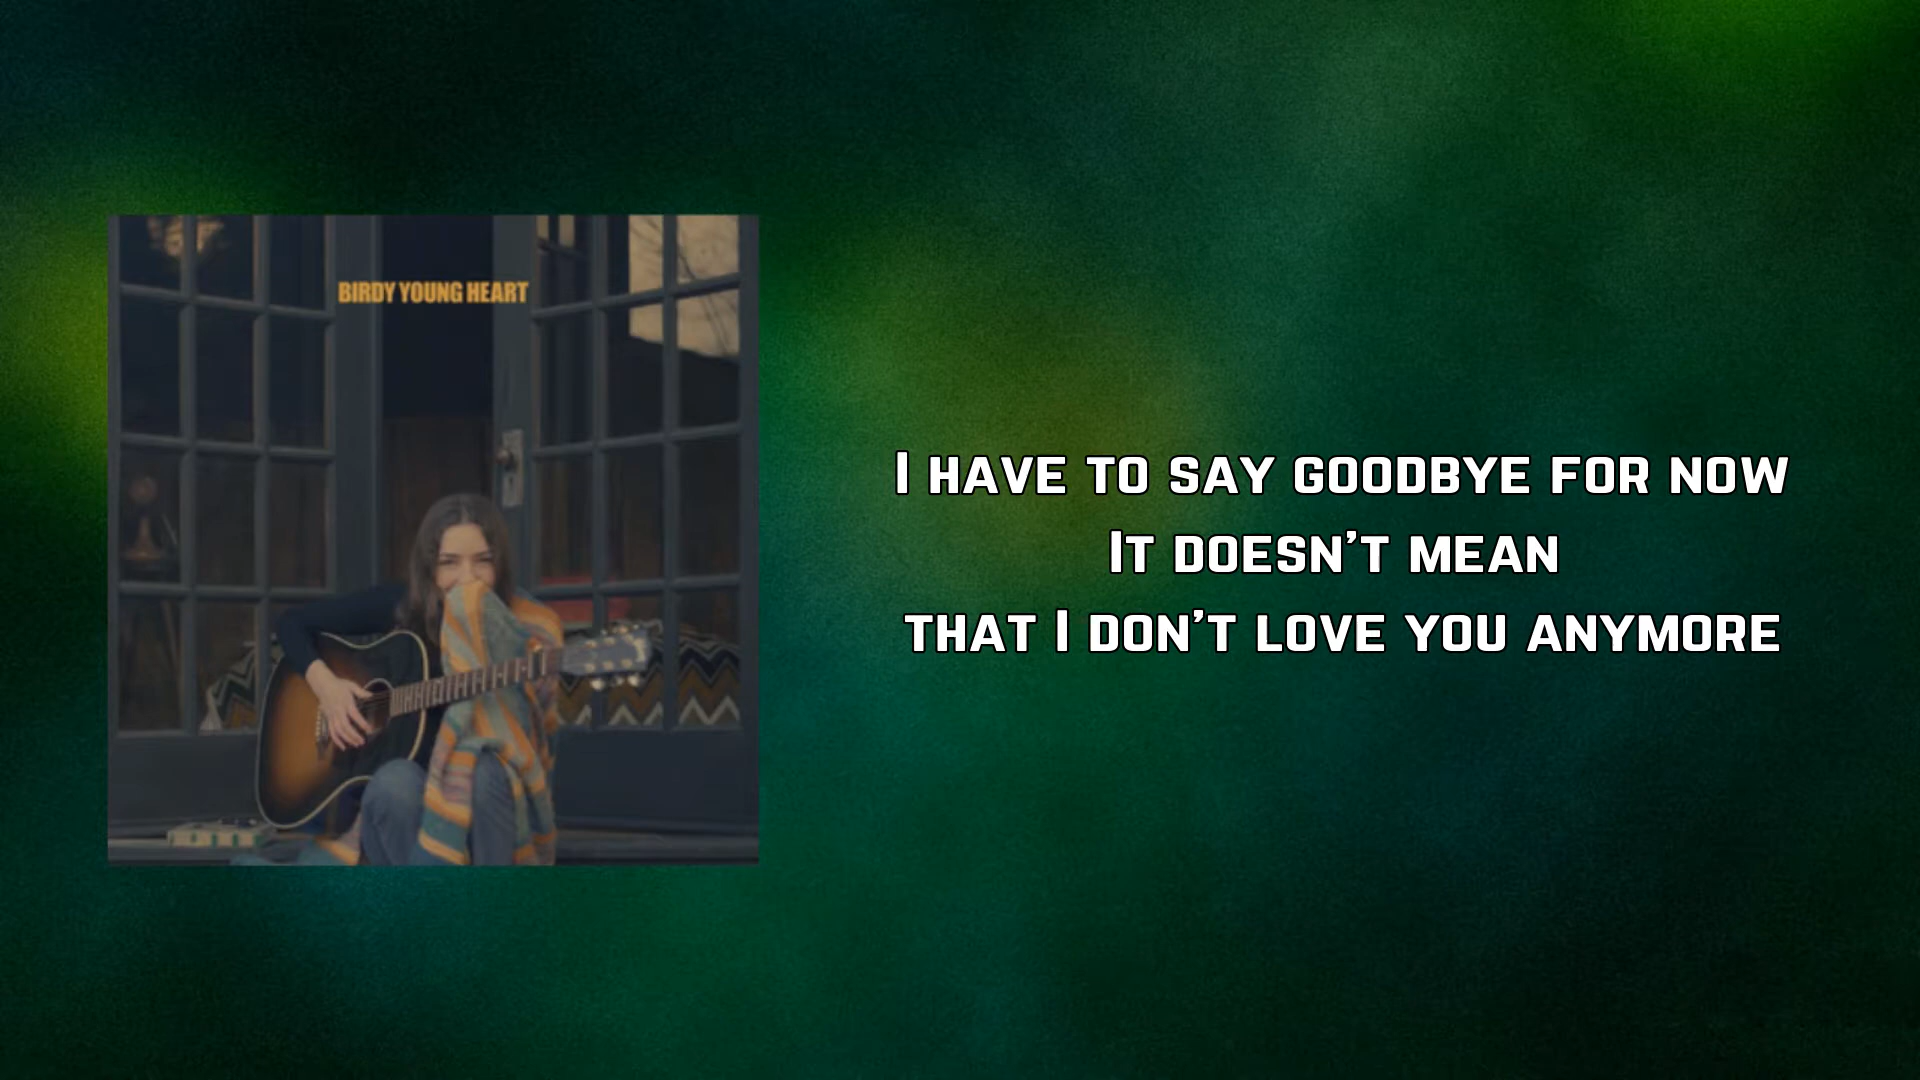 BIRDY YOUNG HEART
I HAVE TO SAY GOODBYE FOR NOW
IT DOESN'T MEAN
THAT I DON'T LOVE YOU ANYMORE